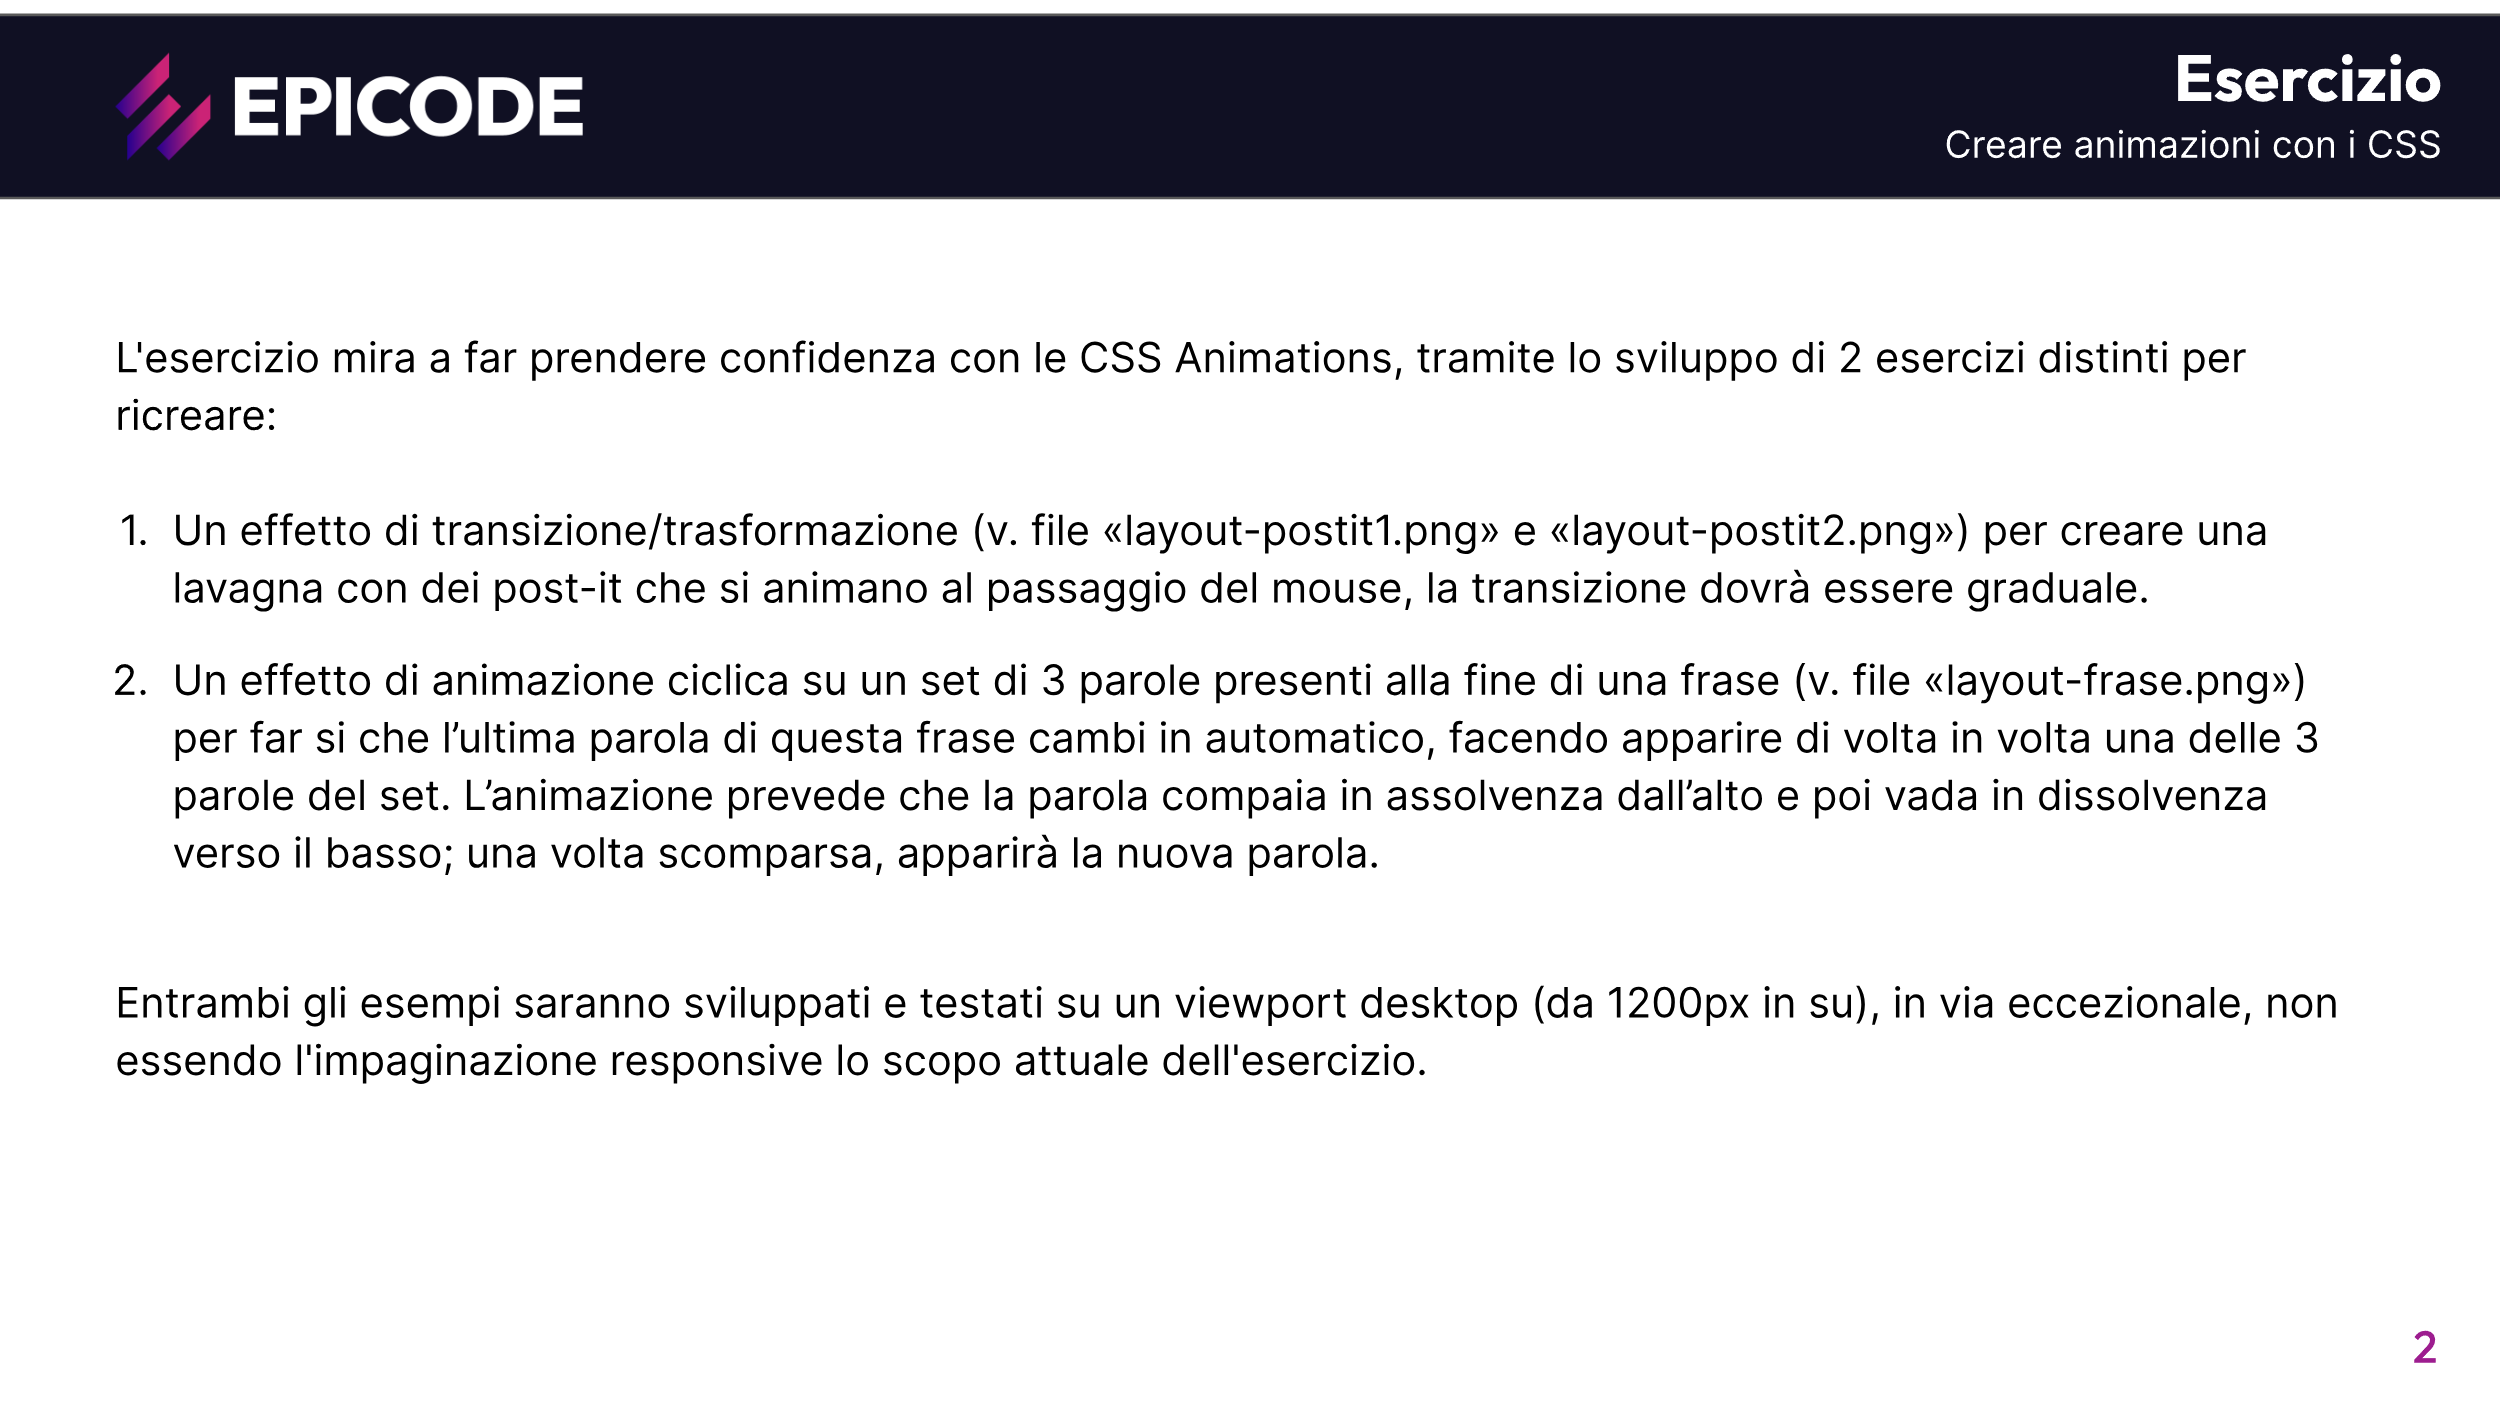 EPICODE
Esercizio
Creare animazioni con i CSS
L'esercizio mira a far prendere confidenza con le CSS Animations, tramite lo sviluppo di 2 esercizi distinti per
ricreare:
1. Un effetto di transizione/trasformazione (v. file «layout-postit1.png» e «layout-postit2.png») per creare una
lavagna con dei post-it che si animano al passaggio del mouse, la transizione dovrà essere graduale.
2. Un effetto di animazione ciclica su un set di 3 parole presenti alla fine di una frase (v. file «layout-frase.png»)
per far si che l’ultima parola di questa frase cambi in automatico, facendo apparire di volta in volta una delle 3
parole del set. L’animazione prevede che la parola compaia in assolvenza dall’alto e poi vada in dissolvenza
verso il basso; una volta scomparsa, apparirà la nuova parola.
Entrambi gli esempi saranno sviluppati e testati su un viewport desktop (da 1200px in su), in via eccezionale, non
essendo l'impaginazione responsive lo scopo attuale dell'esercizio.
2